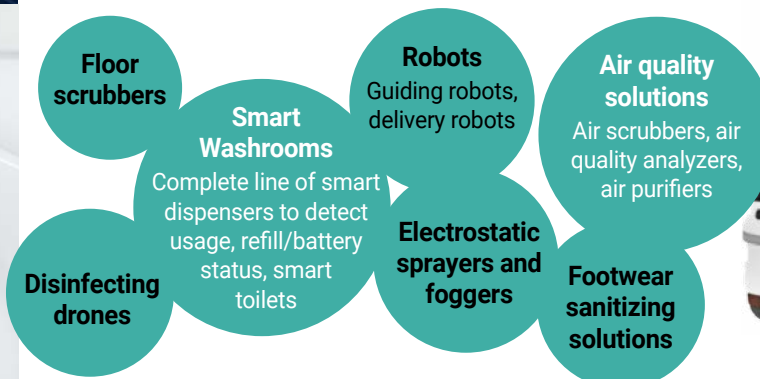 Floor
scrubbers
Smart
Washrooms
Complete line of smart
dispensers to detect
usage, refill/battery
status, smart
toilets
Disinfecting
drones
Robots
Guiding robots,
delivery robots
Electrostatic
sprayers and
foggers
Air quality
solutions
Air scrubbers, air
quality analyzers,
air purifiers
Footwear
sanitizing
solutions